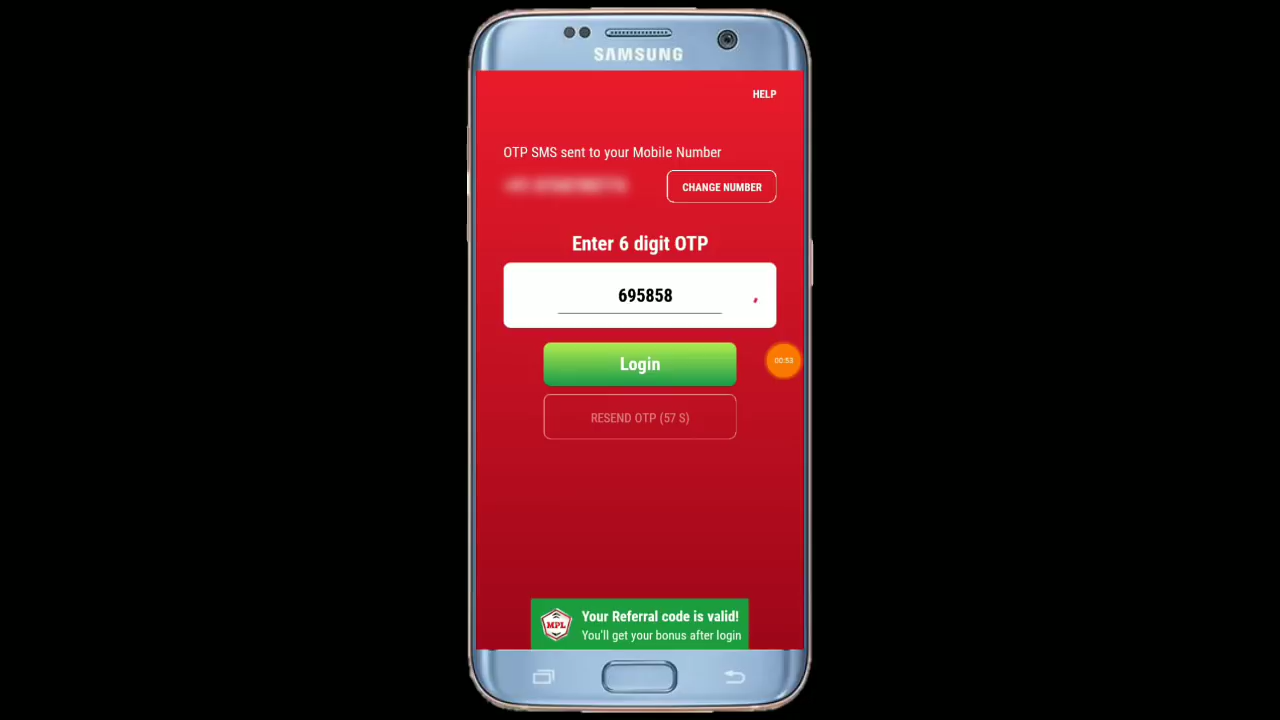 SAMSUNG
HELP
OTP SMS sent to your Mobile Number
CHANGE NUMBER
Enter 6 digit OTP
695858
Login
00:53
RESEND OTP (57 S)
MPL
Your Referral code is valid!
You'll get your bonus after login